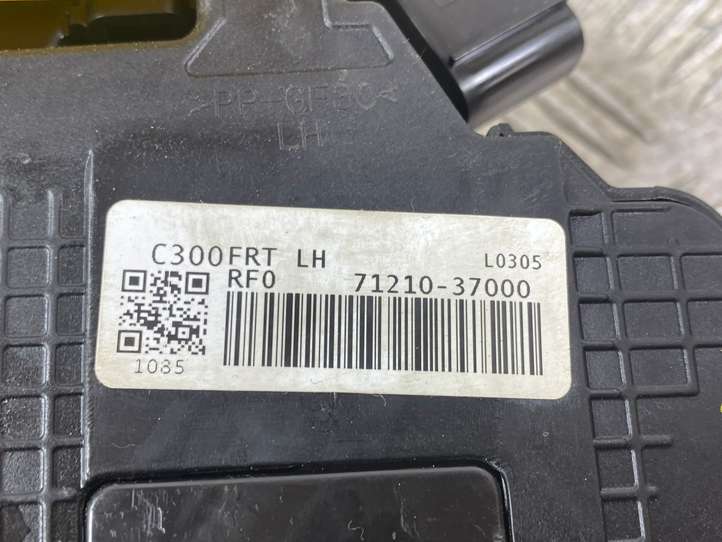 >PP-GF30<
LH
C300FRT LH
L0305
RF0 71210-37000
1085